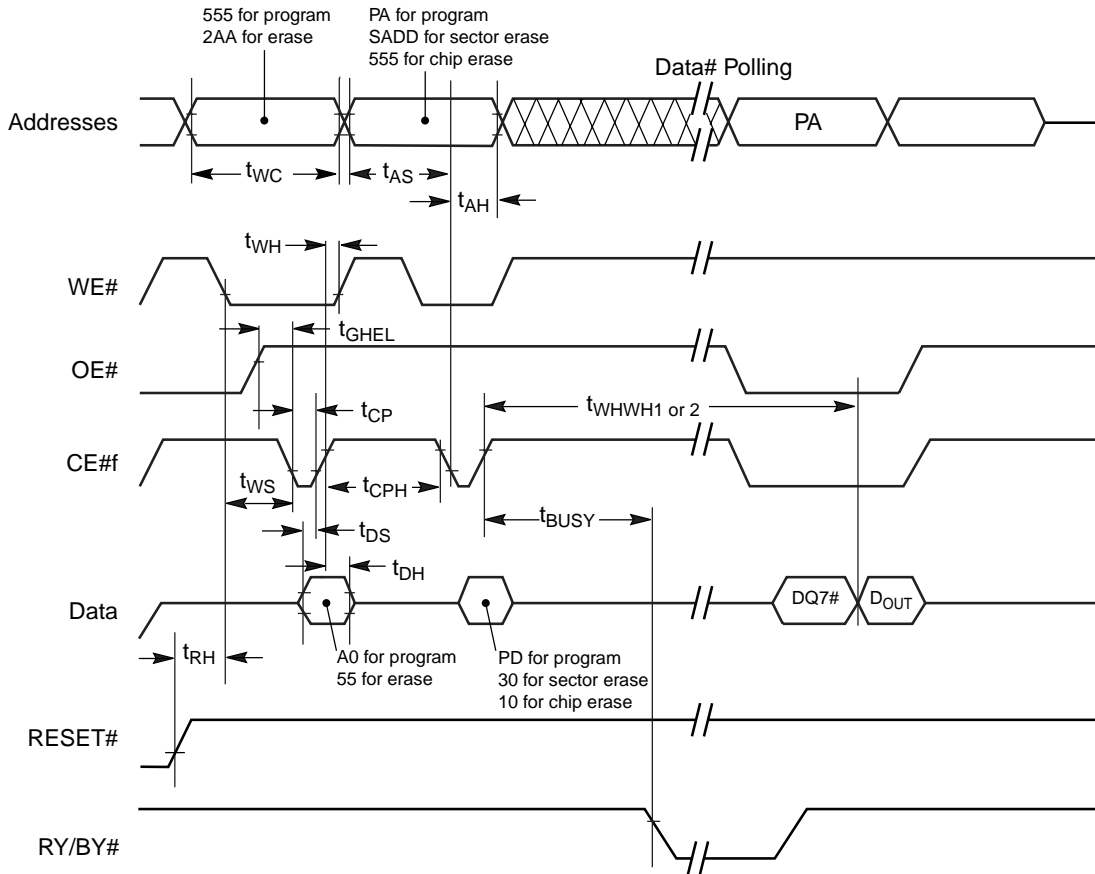 555 for program
2AA for erase
PA for program
SADD for sector erase
555 for chip erase
Data# Polling
Addresses
PA
tWC
tAS
tAH
tWH
WE#
tGHEL
OE#
tCP
tWHWH1 or 2
CE#f
tWS
tCPH
tBUSY
tDS
tDH
Data
DQ7#
DOUT
tRH
A0 for program
55 for erase
PD for program
30 for sector erase
10 for chip erase
RESET#
RY/BY#